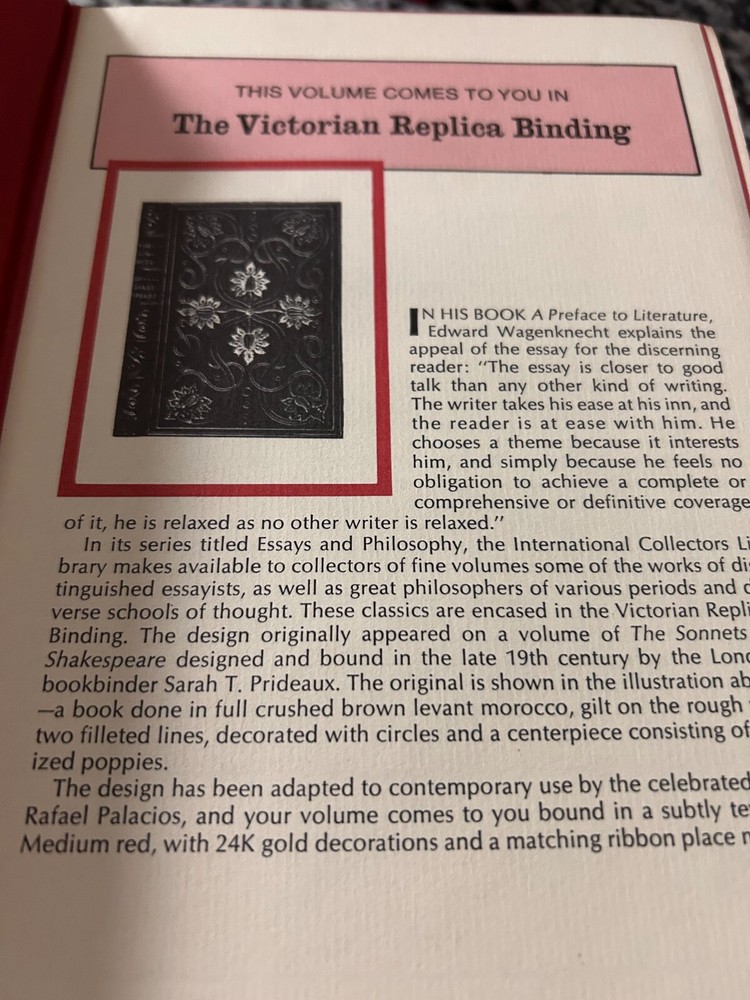 THIS VOLUME COMES TO YOU IN
The Victorian Replica Binding
IN HIS BOOK A Preface to Literature,
Edward Wagenknecht explains the
appeal of the essay for the discerning
reader: "The essay is closer to good
talk than any other kind of writing.
The writer takes his ease at his inn, and
the reader is at ease with him. He
chooses a theme because it interests
him, and simply because he feels no
obligation to achieve a complete or
comprehensive or definitive coverage
of it, he is relaxed as no other writer is relaxed."
In its series titled Essays and Philosophy, the International Collectors Li
brary makes available to collectors of fine volumes some of the works of di
tinguished essayists, as well as great philosophers of various periods and
verse schools of thought. These classics are encased in the Victorian Repli
Binding. The design originally appeared on a volume of The Sonnets
Shakespeare designed and bound in the late 19th century by the Lond
bookbinder Sarah T. Prideaux. The original is shown in the illustration ab
—a book done in full crushed brown levant morocco, gilt on the rough
two filleted lines, decorated with circles and a centerpiece consisting of
ized poppies.
The design has been adapted to contemporary use by the celebrated
Rafael Palacios, and your volume comes to you bound in a subtly te
Medium red, with 24K gold decorations and a matching ribbon place